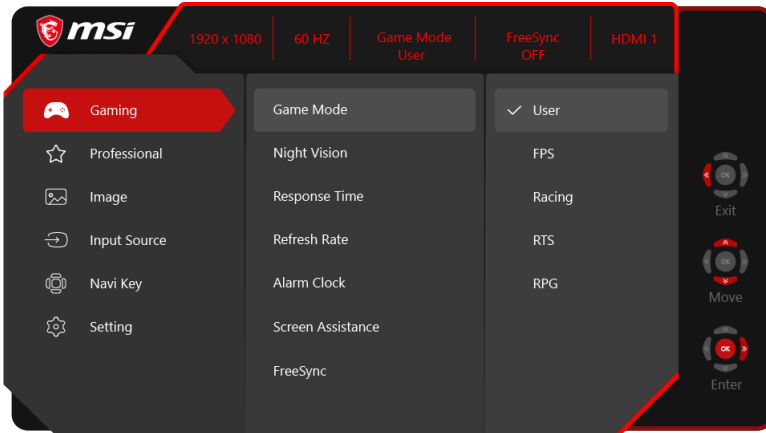 msi
1920 x 1080
60 HZ
Game Mode
User
FreeSync
OFF
HDMI 1
Gaming
Professional
Image
Input Source
Navi Key
Setting
Game Mode
Night Vision
Response Time
Refresh Rate
Alarm Clock
Screen Assistance
FreeSync
User
FPS
Racing
RTS
RPG
OK
Exit
OK
Move
OK
Enter